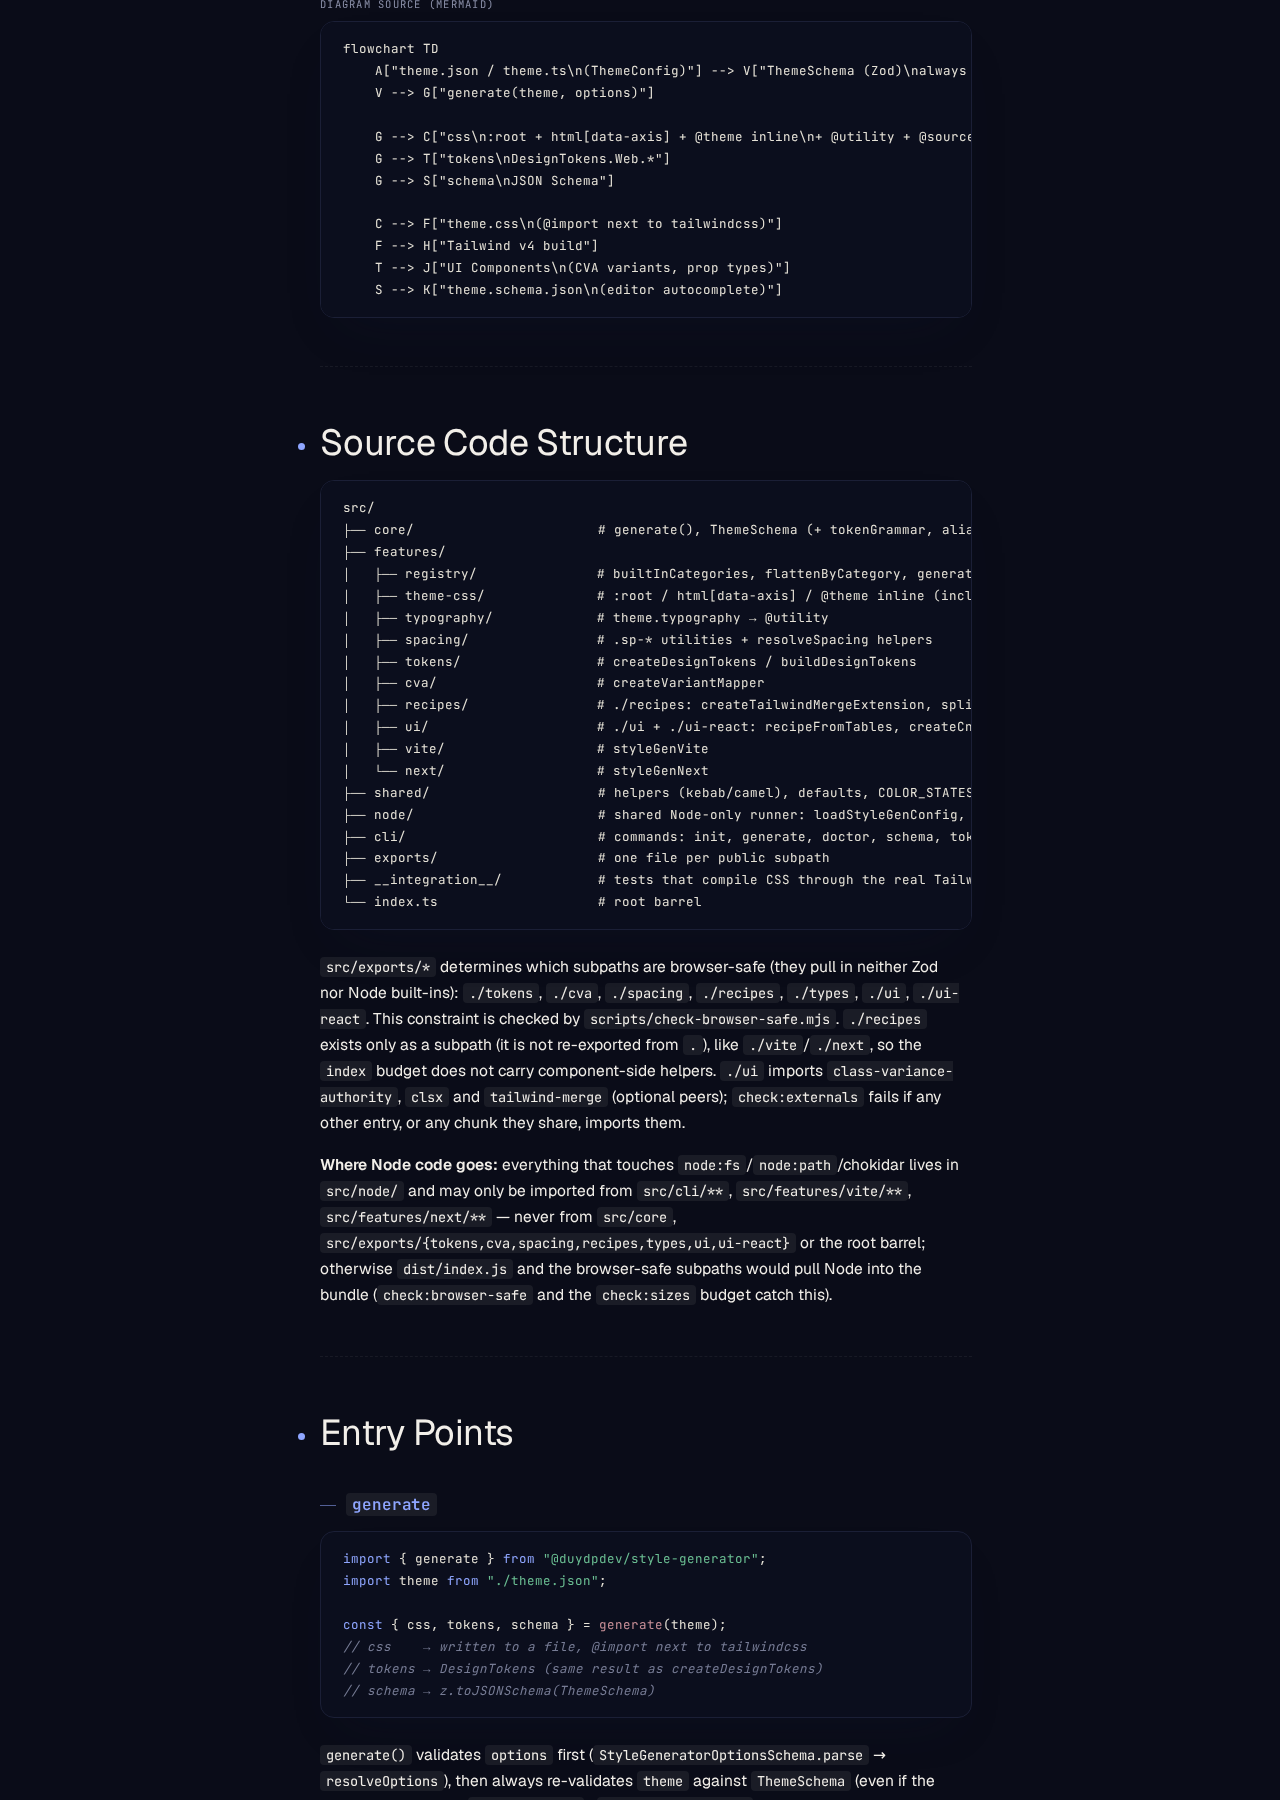 DIAGRAM SOURCE (MERMAID)
flowchart TD
    A["theme.json / theme.ts\n(ThemeConfig)"] --> V["ThemeSchema (Zod)\nalways
    V --> G["generate(theme, options)"]

    G --> C["css\n:root + html[data-axis] + @theme inline\n+ @utility + @source
    G --> T["tokens\nDesignTokens.Web.*"]
    G --> S["schema\nJSON Schema"]

    C --> F["theme.css\n(@import next to tailwindcss)"]
    F --> H["Tailwind v4 build"]
    T --> J["UI Components\n(CVA variants, prop types)"]
    S --> K["theme.schema.json\n(editor autocomplete)"]
Source Code Structure
src/
├── core/                       # generate(), ThemeSchema (+ tokenGrammar, alia
├── features/
│   ├── registry/               # builtInCategories, flattenByCategory, generat
│   ├── theme-css/              # :root / html[data-axis] / @theme inline (incl
│   ├── typography/             # theme.typography → @utility
│   ├── spacing/                # .sp-* utilities + resolveSpacing helpers
│   ├── tokens/                 # createDesignTokens / buildDesignTokens
│   ├── cva/                    # createVariantMapper
│   ├── recipes/                # ./recipes: createTailwindMergeExtension, spli
│   ├── ui/                     # ./ui + ./ui-react: recipeFromTables, createCn
│   ├── vite/                   # styleGenVite
│   └── next/                   # styleGenNext
├── shared/                     # helpers (kebab/camel), defaults, COLOR_STATES
├── node/                       # shared Node-only runner: loadStyleGenConfig,
├── cli/                        # commands: init, generate, doctor, schema, tok
├── exports/                    # one file per public subpath
├── __integration__/            # tests that compile CSS through the real Tailw
└── index.ts                    # root barrel
src/exports/* determines which subpaths are browser-safe (they pull in neither Zod
nor Node built-ins): ./tokens, ./cva, ./spacing, ./recipes, ./types, ./ui, ./ui-
react. This constraint is checked by scripts/check-browser-safe.mjs. ./recipes
exists only as a subpath (it is not re-exported from .), like ./vite/./next, so the
index budget does not carry component-side helpers. ./ui imports class-variance-
authority, clsx and tailwind-merge (optional peers); check:externals fails if any
other entry, or any chunk they share, imports them.
Where Node code goes: everything that touches node:fs/node:path/chokidar lives in
src/node/ and may only be imported from src/cli/**, src/features/vite/**,
src/features/next/** — never from src/core,
src/exports/{tokens,cva,spacing,recipes,types,ui,ui-react} or the root barrel;
otherwise dist/index.js and the browser-safe subpaths would pull Node into the
bundle (check:browser-safe and the check:sizes budget catch this).
Entry Points
— generate
import { generate } from "@duydpdev/style-generator";
import theme from "./theme.json";

const { css, tokens, schema } = generate(theme);
// css    → written to a file, @import next to tailwindcss
// tokens → DesignTokens (same result as createDesignTokens)
// schema → z.toJSONSchema(ThemeSchema)
generate() validates options first (StyleGeneratorOptionsSchema.parse →
resolveOptions), then always re-validates theme against ThemeSchema (even if the